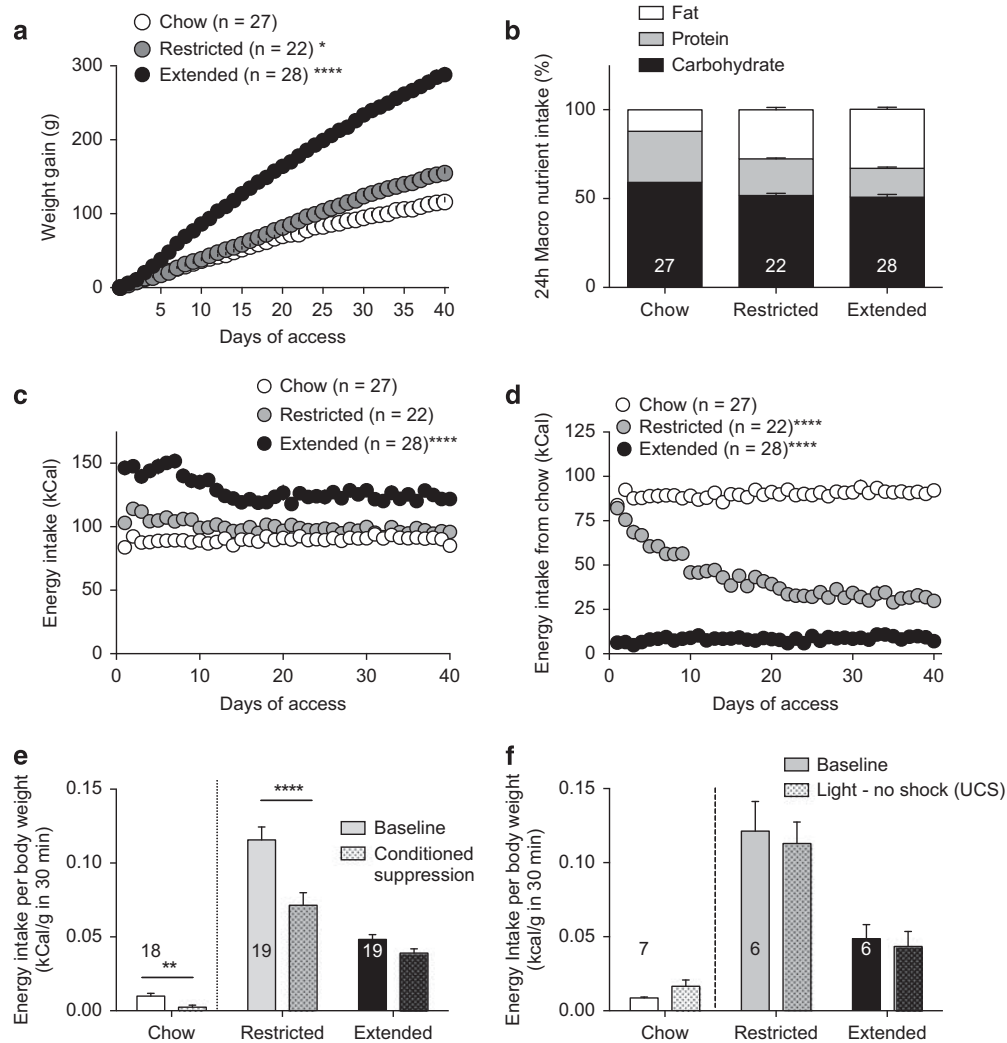 a
Chow (n = 27)
Restricted (n = 22) *
Extended (n = 28) ****
Weight gain (g)
300
200
100
0
5 10 15 20 25 30 35 40
Days of access
b
Fat
Protein
Carbohydrate
24h Macro nutrient intake (%)
100
50
0
27 22 28
Chow Restricted Extended
c
Chow (n = 27)
Restricted (n = 22)
Extended (n = 28)****
Energy intake (kCal)
150
100
50
0
0 10 20 30 40
Days of access
d
Chow (n = 27)
Restricted (n = 22)****
Extended (n = 28)****
Energy intake from chow (kCal)
125
100
75
50
25
0
0 10 20 30 40
Days of access
e
Energy intake per body weight
(kCal/g in 30 min)
0.15
0.10
0.05
0.00
****
Baseline
Conditioned
suppression
18 19 19
**
Chow Restricted Extended
f
Baseline
Light - no shock (UCS)
Energy Intake per body weight
(kcal/g in 30 min)
0.15
0.10
0.05
0.00
7 6 6
Chow Restricted Extended